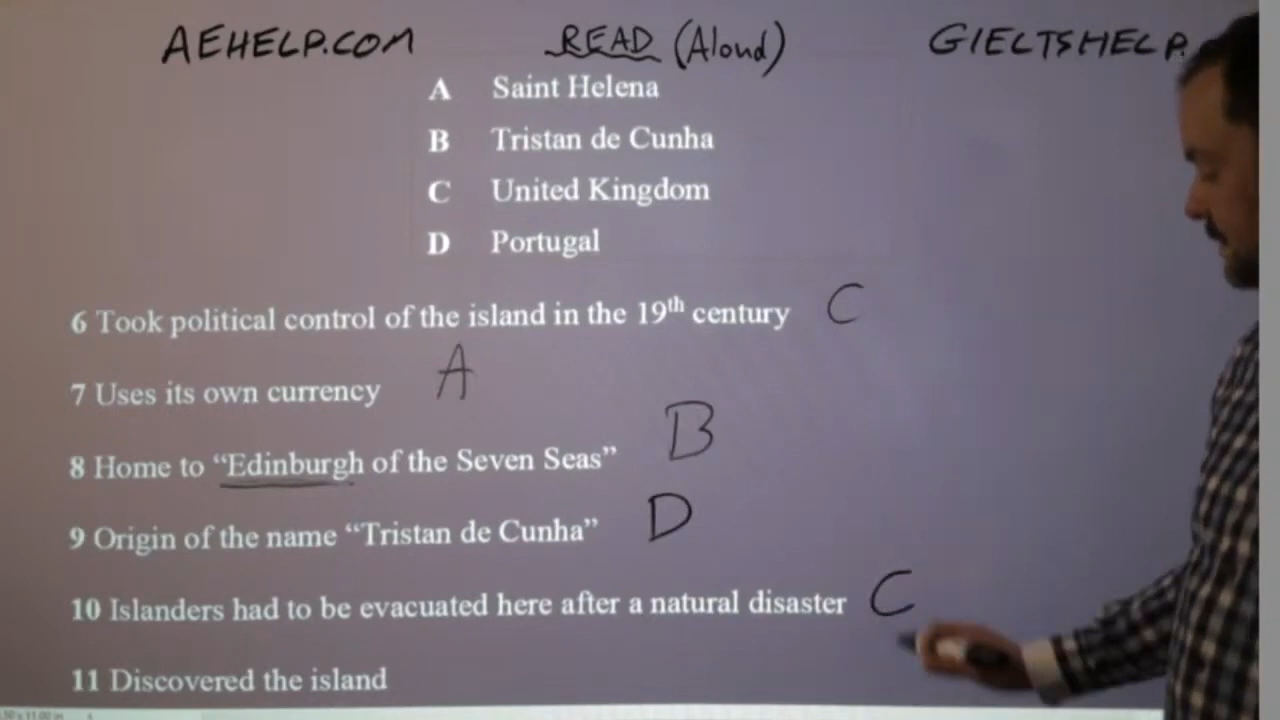 AEHELP.COM READ (Aloud) GIELTSHELP.
A Saint Helena
B Tristan de Cunha
C United Kingdom
D Portugal
6 Took political control of the island in the 19th century C
7 Uses its own currency A
8 Home to “Edinburgh of the Seven Seas” B
9 Origin of the name “Tristan de Cunha” D
10 Islanders had to be evacuated here after a natural disaster C
11 Discovered the island